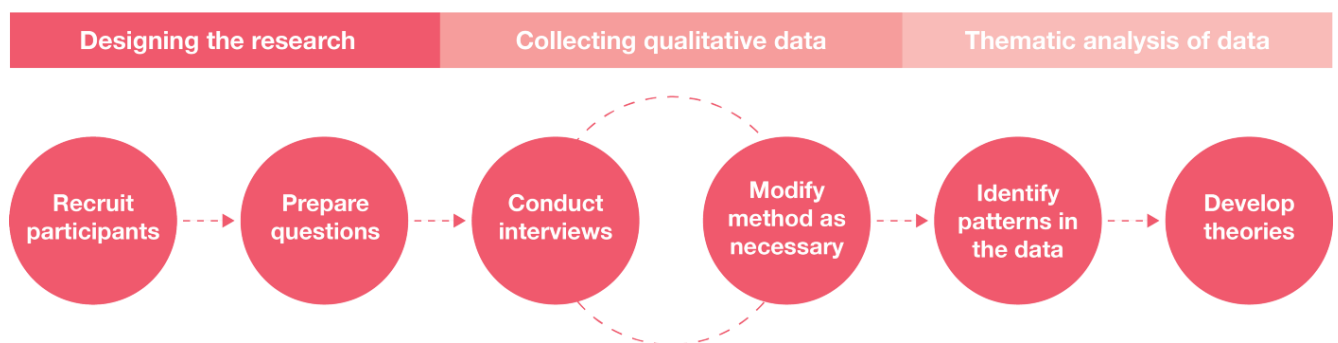 Designing the research
Collecting qualitative data
Thematic analysis of data
Recruit
participants
Prepare
questions
Conduct
interviews
Modify
method as
necessary
Identify
patterns in
the data
Develop
theories